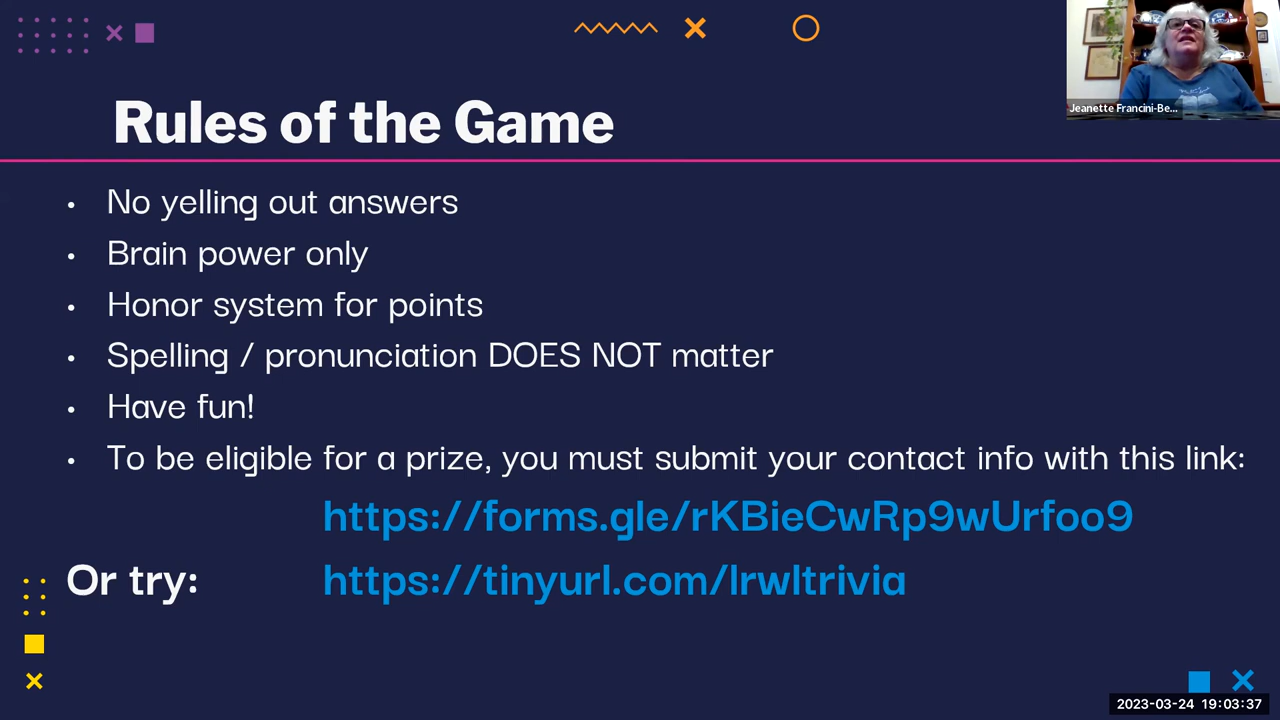 Rules of the Game
Jeanette Francini-Be...
• No yelling out answers
• Brain power only
• Honor system for points
• Spelling / pronunciation DOES NOT matter
• Have fun!
• To be eligible for a prize, you must submit your contact info with this link:
https://forms.gle/rKBieCwRp9wUrfoo9
Or try: https://tinyurl.com/lrwltrivia
2023-03-24 19:03:37